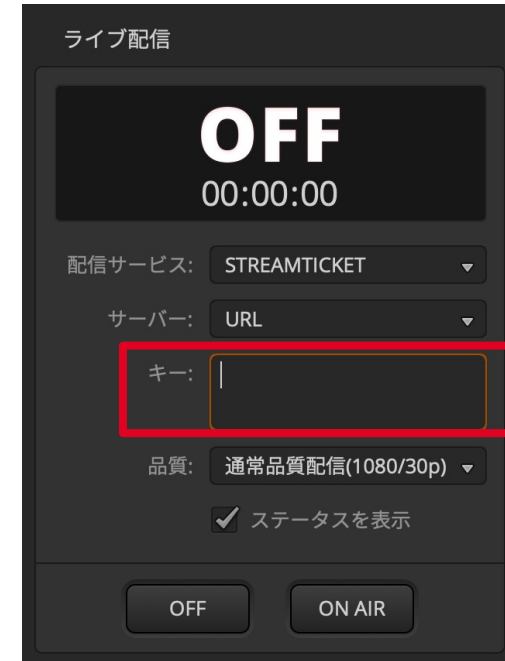 ライブ配信
OFF
00:00:00
配信サービス: STREAMTICKET
サーバー: URL
キー:
品質: 通常品質配信(1080/30p)
ステータスを表示
OFF ON AIR